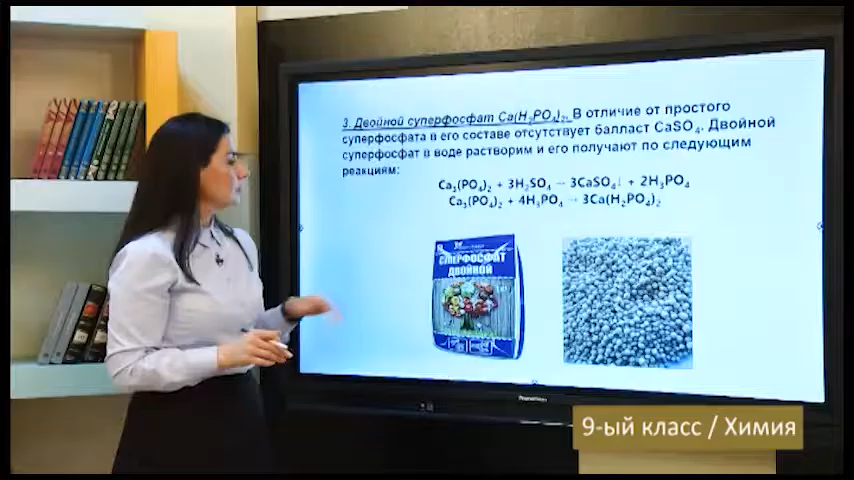 3. Двойной суперфосфат Ca(H₂PO₄)₂. В отличие от простого
суперфосфата в его составе отсутствует балласт CaSO₄. Двойной
суперфосфат в воде растворим и его получают по следующим
реакциям:
Ca₃(PO₄)₂ + 3H₂SO₄ → 3CaSO₄↓ + 2H₃PO₄
Ca₃(PO₄)₂ + 4H₃PO₄ → 3Ca(H₂PO₄)₂
СУПЕРФОСФАТ
ДВОЙНОЙ
9-ый класс / Химия